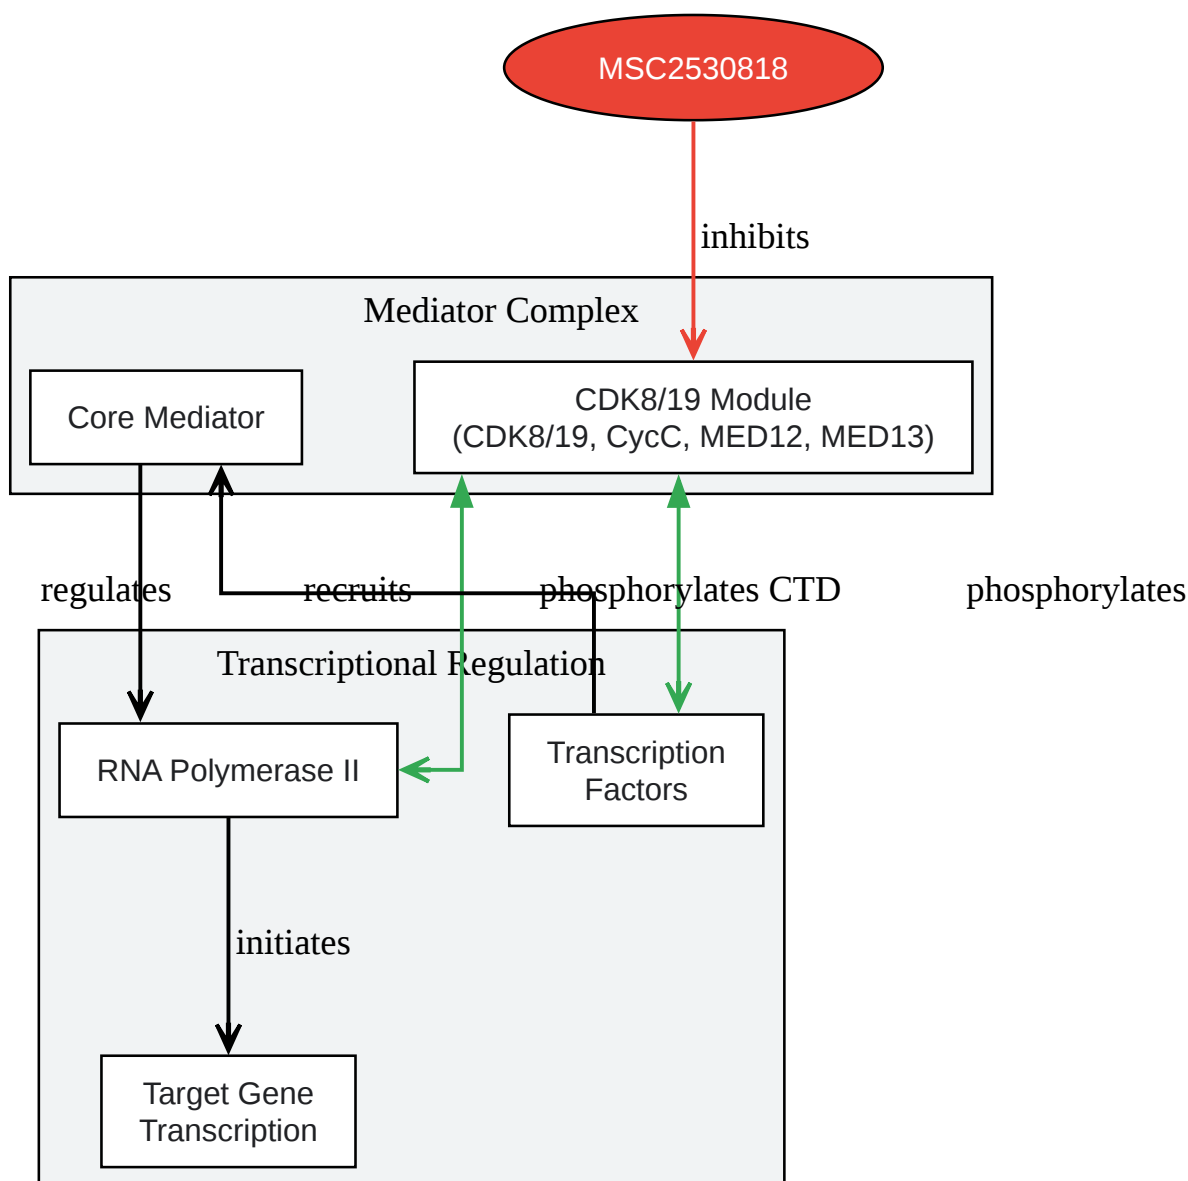 MSC2530818
inhibits
Mediator Complex
Core Mediator
CDK8/19 Module
(CDK8/19, CycC, MED12, MED13)
regulates
recruits
phosphorylates CTD
phosphorylates
Transcriptional Regulation
RNA Polymerase II
Transcription
Factors
initiates
Target Gene
Transcription